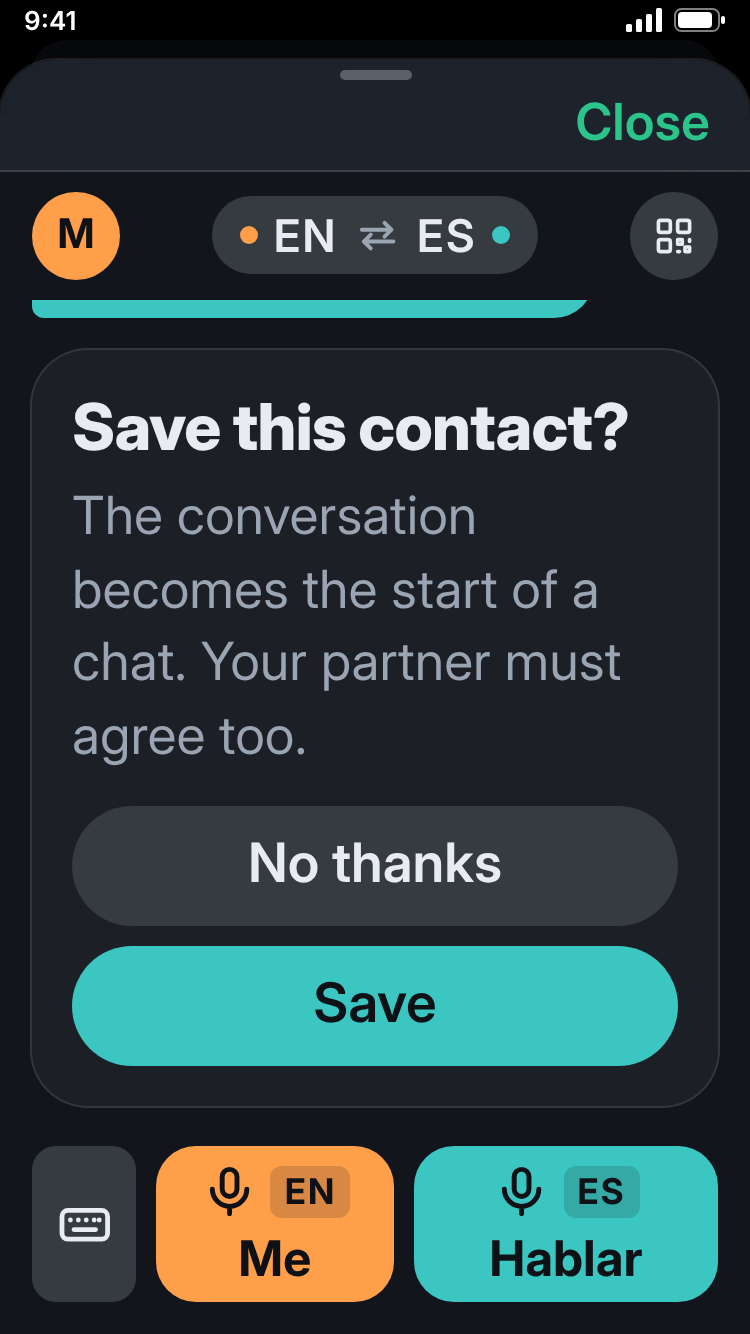 9:41
Close
M
EN ES
Save this contact?
The conversation
becomes the start of a
chat. Your partner must
agree too.
No thanks
Save
EN
Me
ES
Hablar